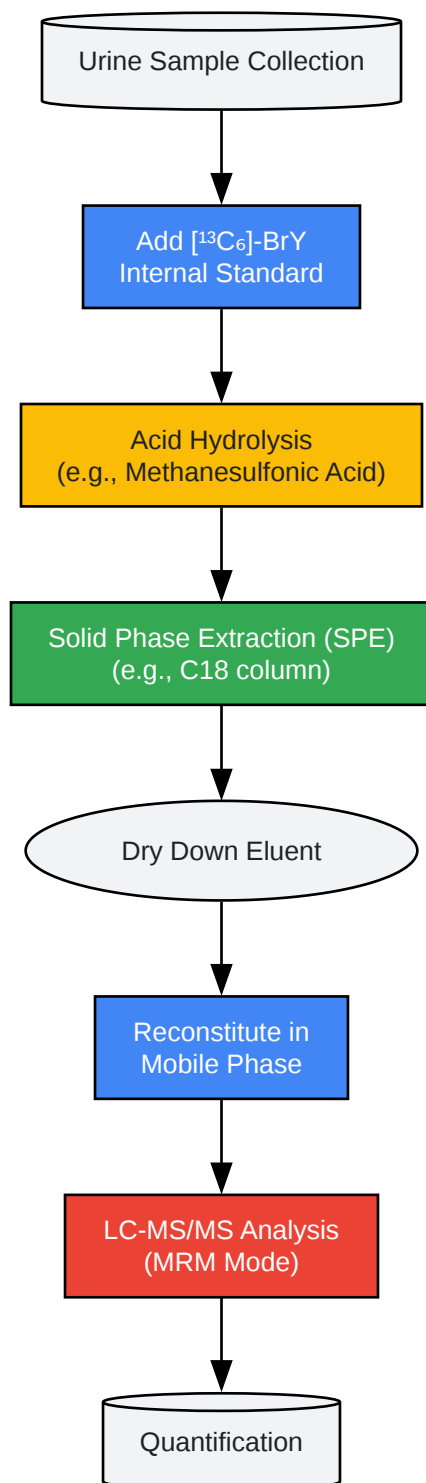 Urine Sample Collection
Add [¹³C₆]-BrY
Internal Standard
Acid Hydrolysis
(e.g., Methanesulfonic Acid)
Solid Phase Extraction (SPE)
(e.g., C18 column)
Dry Down Eluent
Reconstitute in
Mobile Phase
LC-MS/MS Analysis
(MRM Mode)
Quantification